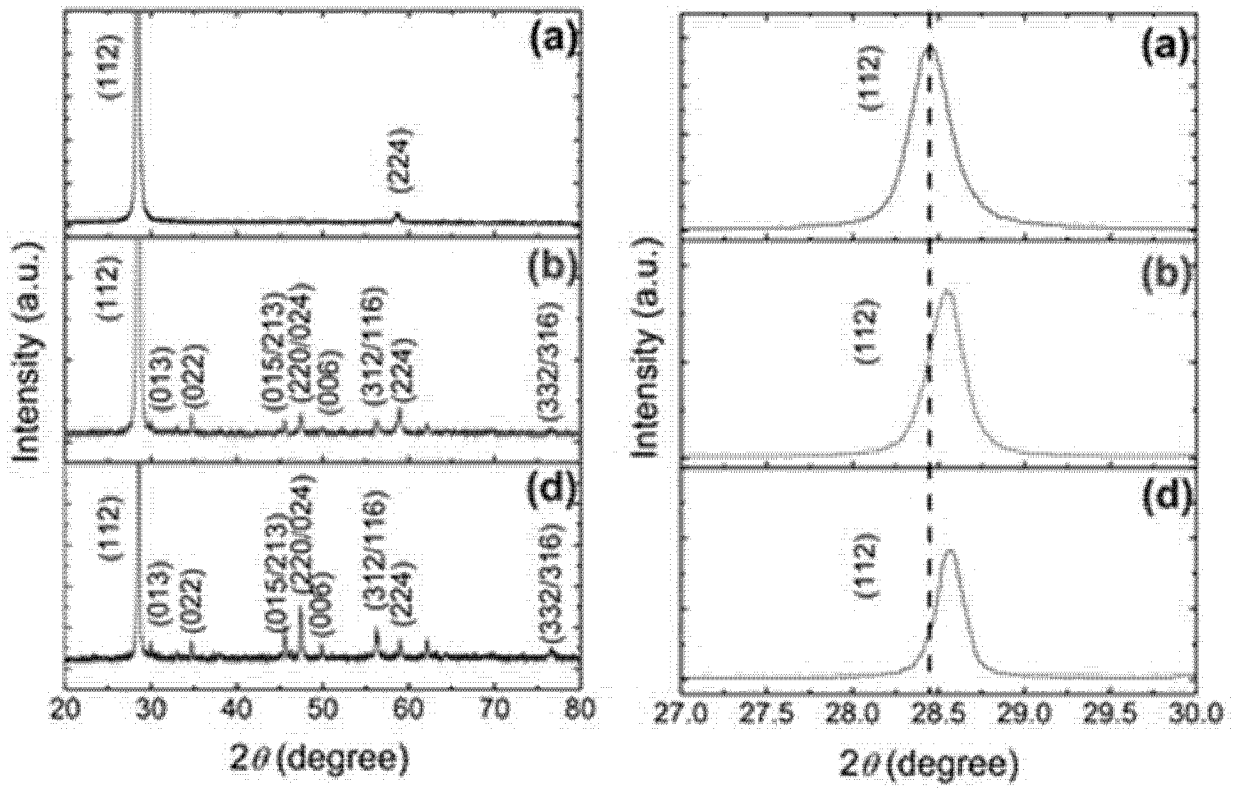 (a)
(112)
(224)
(b)
(112)
(013)
(022)
(015/213)
(220/024)
(006)
(312/116)
(224)
(332/316)
(d)
(112)
(013)
(022)
(015/213)
(220/024)
(006)
(312/116)
(224)
(332/316)
Intensity (a.u.)
20 30 40 50 60 70 80
2θ (degree)
(a)
(112)
(b)
(112)
(d)
(112)
Intensity (a.u.)
27.0 27.5 28.0 28.5 29.0 29.5 30.0
2θ (degree)